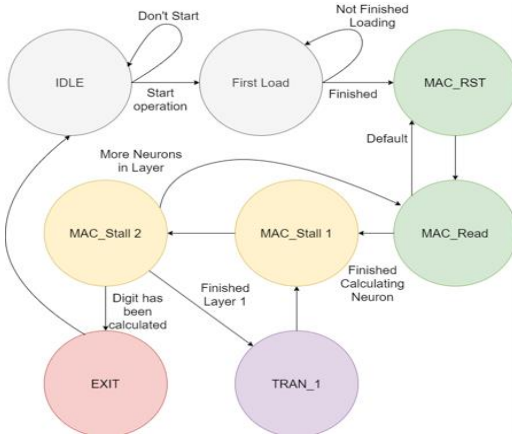 Don't Start
Not Finished
Loading
IDLE
Start
operation
First Load
Finished
MAC_RST
Default
More Neurons
in Layer
MAC_Stall 2
MAC_Stall 1
MAC_Read
Finished
Calculating
Neuron
Finished
Layer 1
Digit has
been
calculated
EXIT
TRAN_1